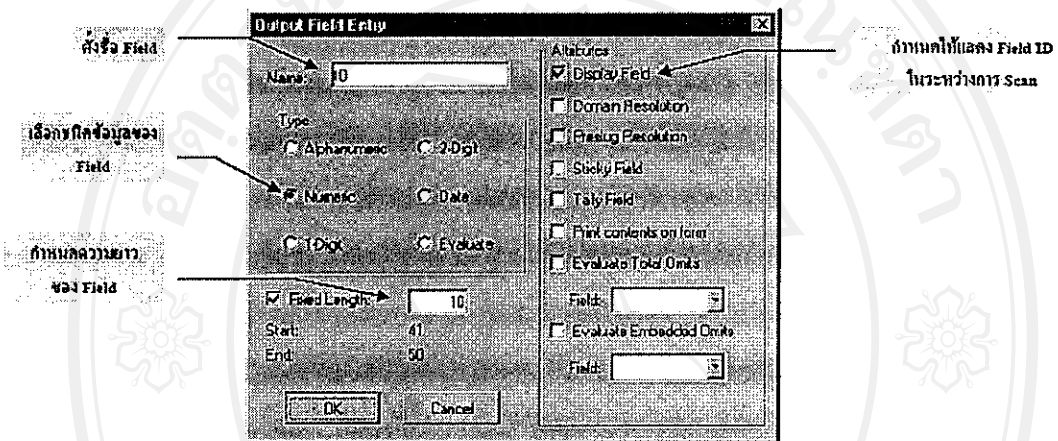 Output Field Entry
ตั้งชื่อ Field
Name: ID
Type
Alphanumeric
2-Digit
เลือกชนิดข้อมูลของ
Field
Numeric
Date
1-Digit
Evaluate
กำหนดความยาว
ของ Field
Fixed Length: 10
Start: 41
End: 50
OK
Cancel
Attributes
Display Field
Domain Resolution
Preslug Resolution
Sticky Field
Tally Field
Print contents on form
Evaluate Total Omits
Field:
Evaluate Embedded Omits
Field:
กำหนดให้แสดง Field ID
ในระหว่างการ Scan